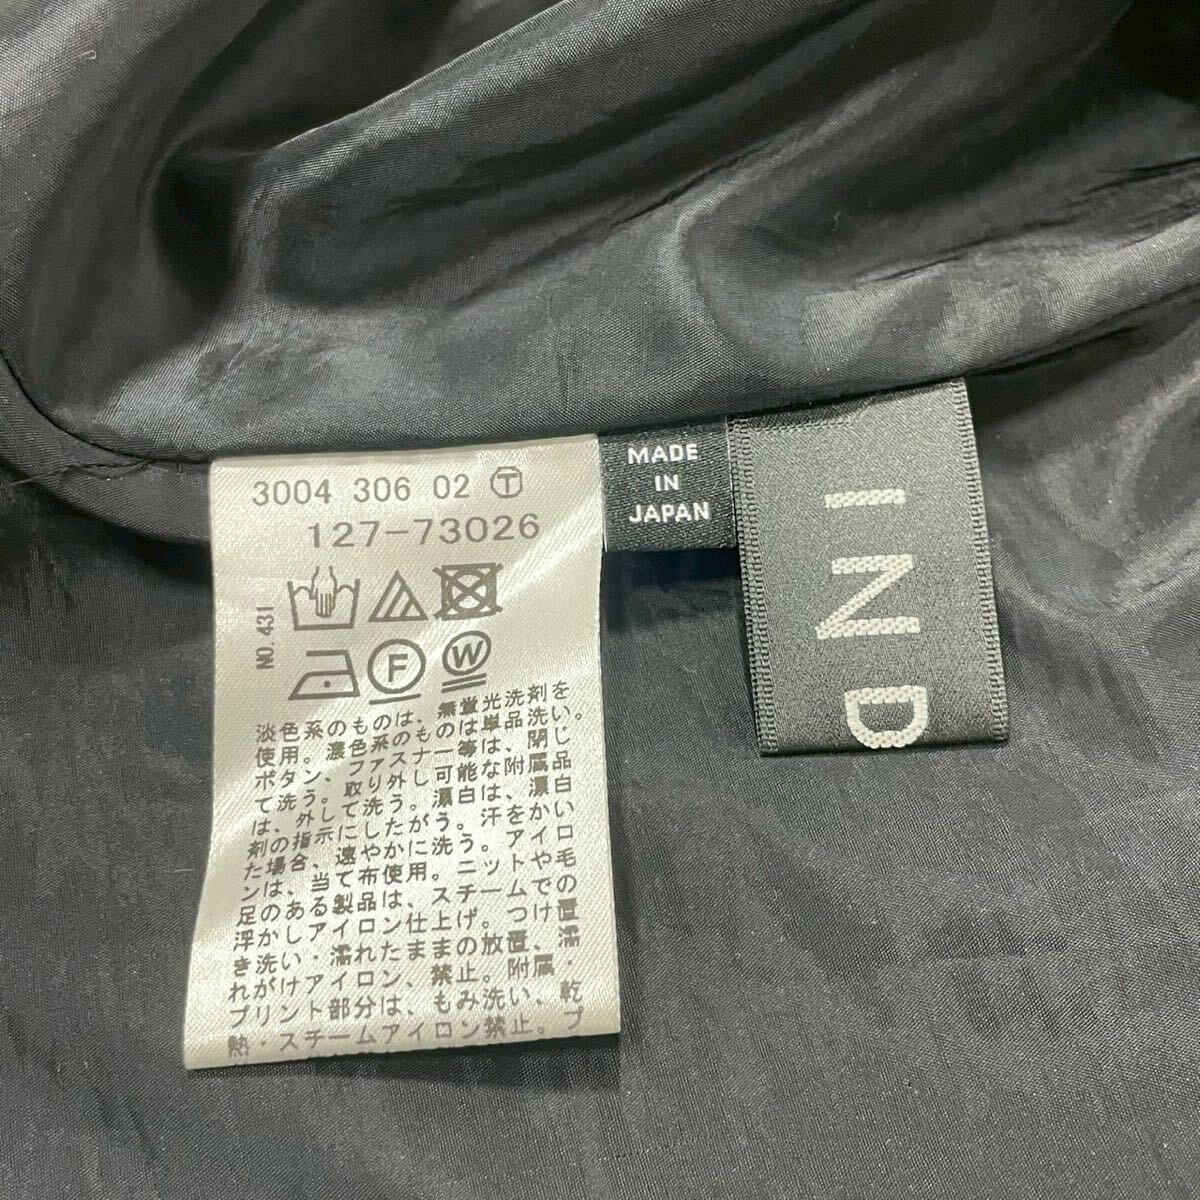 3004 306 02 Ⓣ
127-73026
NO.431
F
W
淡色系のものは、無蛍光洗剤を
使用。濃色系のものは単品洗い。
ボタン、ファスナー等は、閉じ
て洗う。取り外し可能な附属品
は、外して洗う。漂白は、漂白
剤の指示にしたがう。汗をかい
た場合、速やかに洗う。アイロ
ンは、当て布使用。ニットや毛
足のある製品は、スチームでの
浮かしアイロン仕上げ。つけ置
き洗い・濡れたままの放置、濡
れがけアイロン、禁止。附属・
プリント部分は、もみ洗い、乾
熱・スチームアイロン禁止。プ
MADE
IN
JAPAN
IND